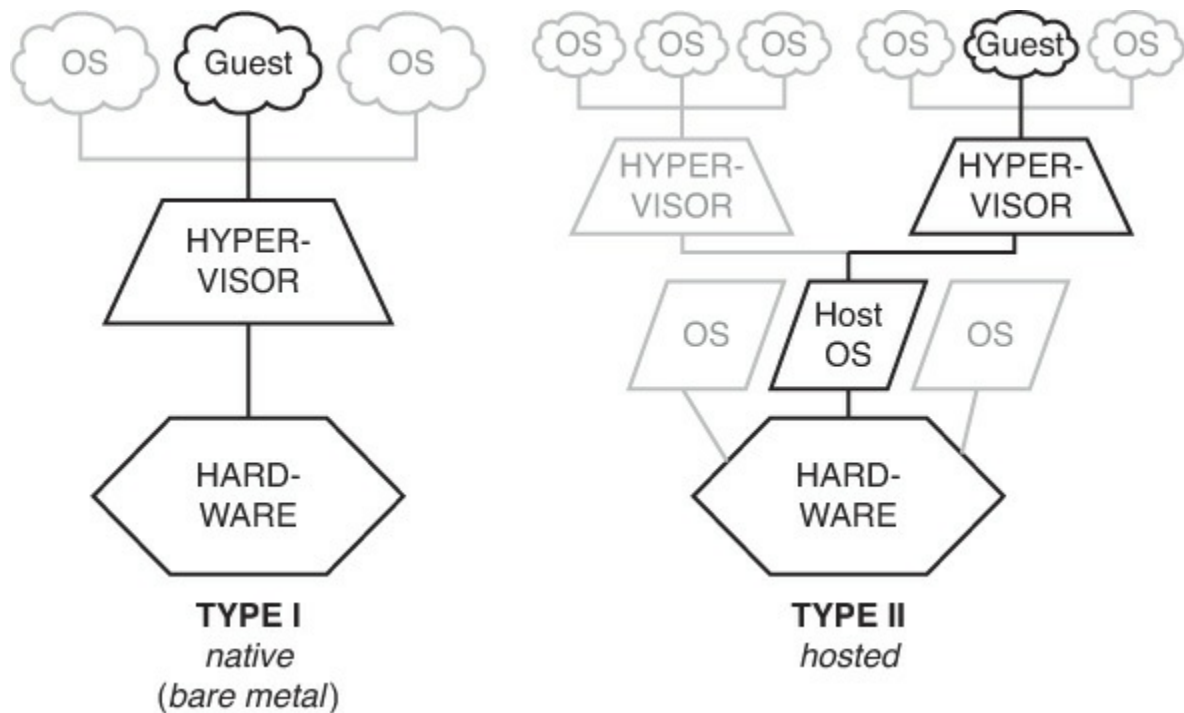 OS
Guest
OS
HYPER-
VISOR
HARD-
WARE
TYPE I
native
(bare metal)
OS
OS
OS
OS
Guest
OS
HYPER-
VISOR
HYPER-
VISOR
OS
Host
OS
OS
HARD-
WARE
TYPE II
hosted